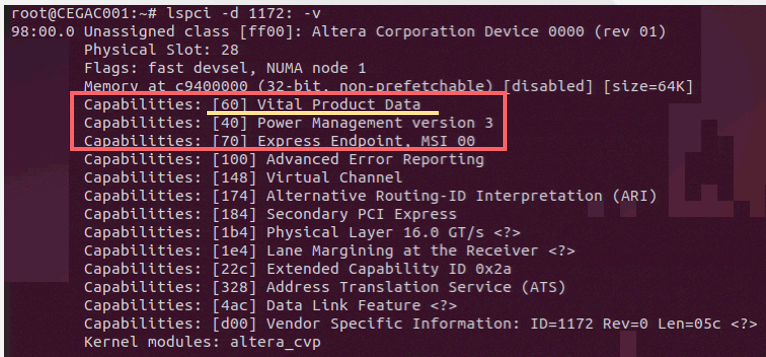 root@CEGAC001:~# lspci -d 1172: -v
98:00.0 Unassigned class [ff00]: Altera Corporation Device 0000 (rev 01)
Physical Slot: 28
Flags: fast devsel, NUMA node 1
Memory at c9400000 (32-bit, non-prefetchable) [disabled] [size=64K]
Capabilities: [60] Vital Product Data
Capabilities: [40] Power Management version 3
Capabilities: [70] Express Endpoint, MSI 00
Capabilities: [100] Advanced Error Reporting
Capabilities: [148] Virtual Channel
Capabilities: [174] Alternative Routing-ID Interpretation (ARI)
Capabilities: [184] Secondary PCI Express
Capabilities: [1b4] Physical Layer 16.0 GT/s <?>
Capabilities: [1e4] Lane Margining at the Receiver <?>
Capabilities: [22c] Extended Capability ID 0x2a
Capabilities: [328] Address Translation Service (ATS)
Capabilities: [4ac] Data Link Feature <?>
Capabilities: [d00] Vendor Specific Information: ID=1172 Rev=0 Len=05c <?>
Kernel modules: altera_cvp